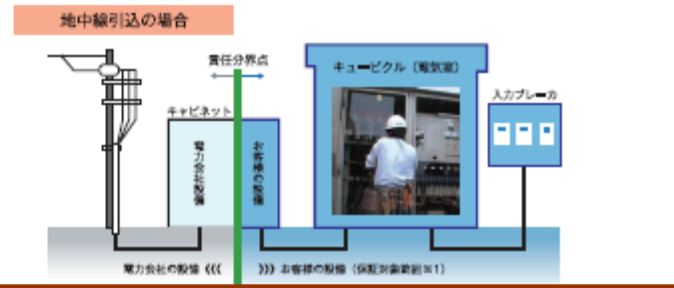 地中線引込の場合
責任分界点
キュービクル（電気室）
入力ブレーカ
キャビネット
電力会社設備
お客様の設備
電力会社の設備 《《
》》 お客様の設備（保証対象範囲※1）